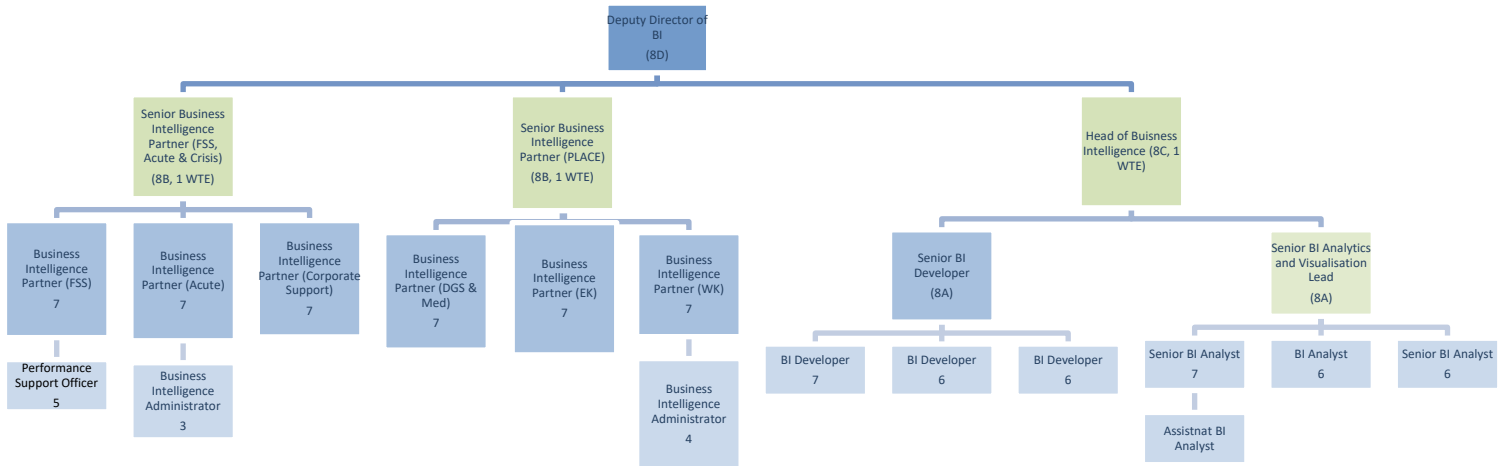 Deputy Director of
BI
(8D)
Senior Business
Intelligence
Partner (FSS,
Acute & Crisis)
(8B, 1 WTE)
Senior Business
Intelligence
Partner (PLACE)
(8B, 1 WTE)
Head of Buisness
Intelligence (8C, 1
WTE)
Business
Intelligence
Partner (FSS)
7
Business
Intelligence
Partner (Acute)
7
Business
Intelligence
Partner (Corporate
Support)
7
Business
Intelligence
Partner (DGS &
Med)
7
Business
Intelligence
Partner (EK)
7
Business
Intelligence
Partner (WK)
7
Senior BI
Developer
(8A)
Senior BI Analytics
and Visualisation
Lead
(8A)
Performance
Support Officer
5
Business
Intelligence
Administrator
3
Business
Intelligence
Administrator
4
BI Developer
7
BI Developer
6
BI Developer
6
Senior BI Analyst
7
BI Analyst
6
Senior BI Analyst
6
Assistnat BI
Analyst